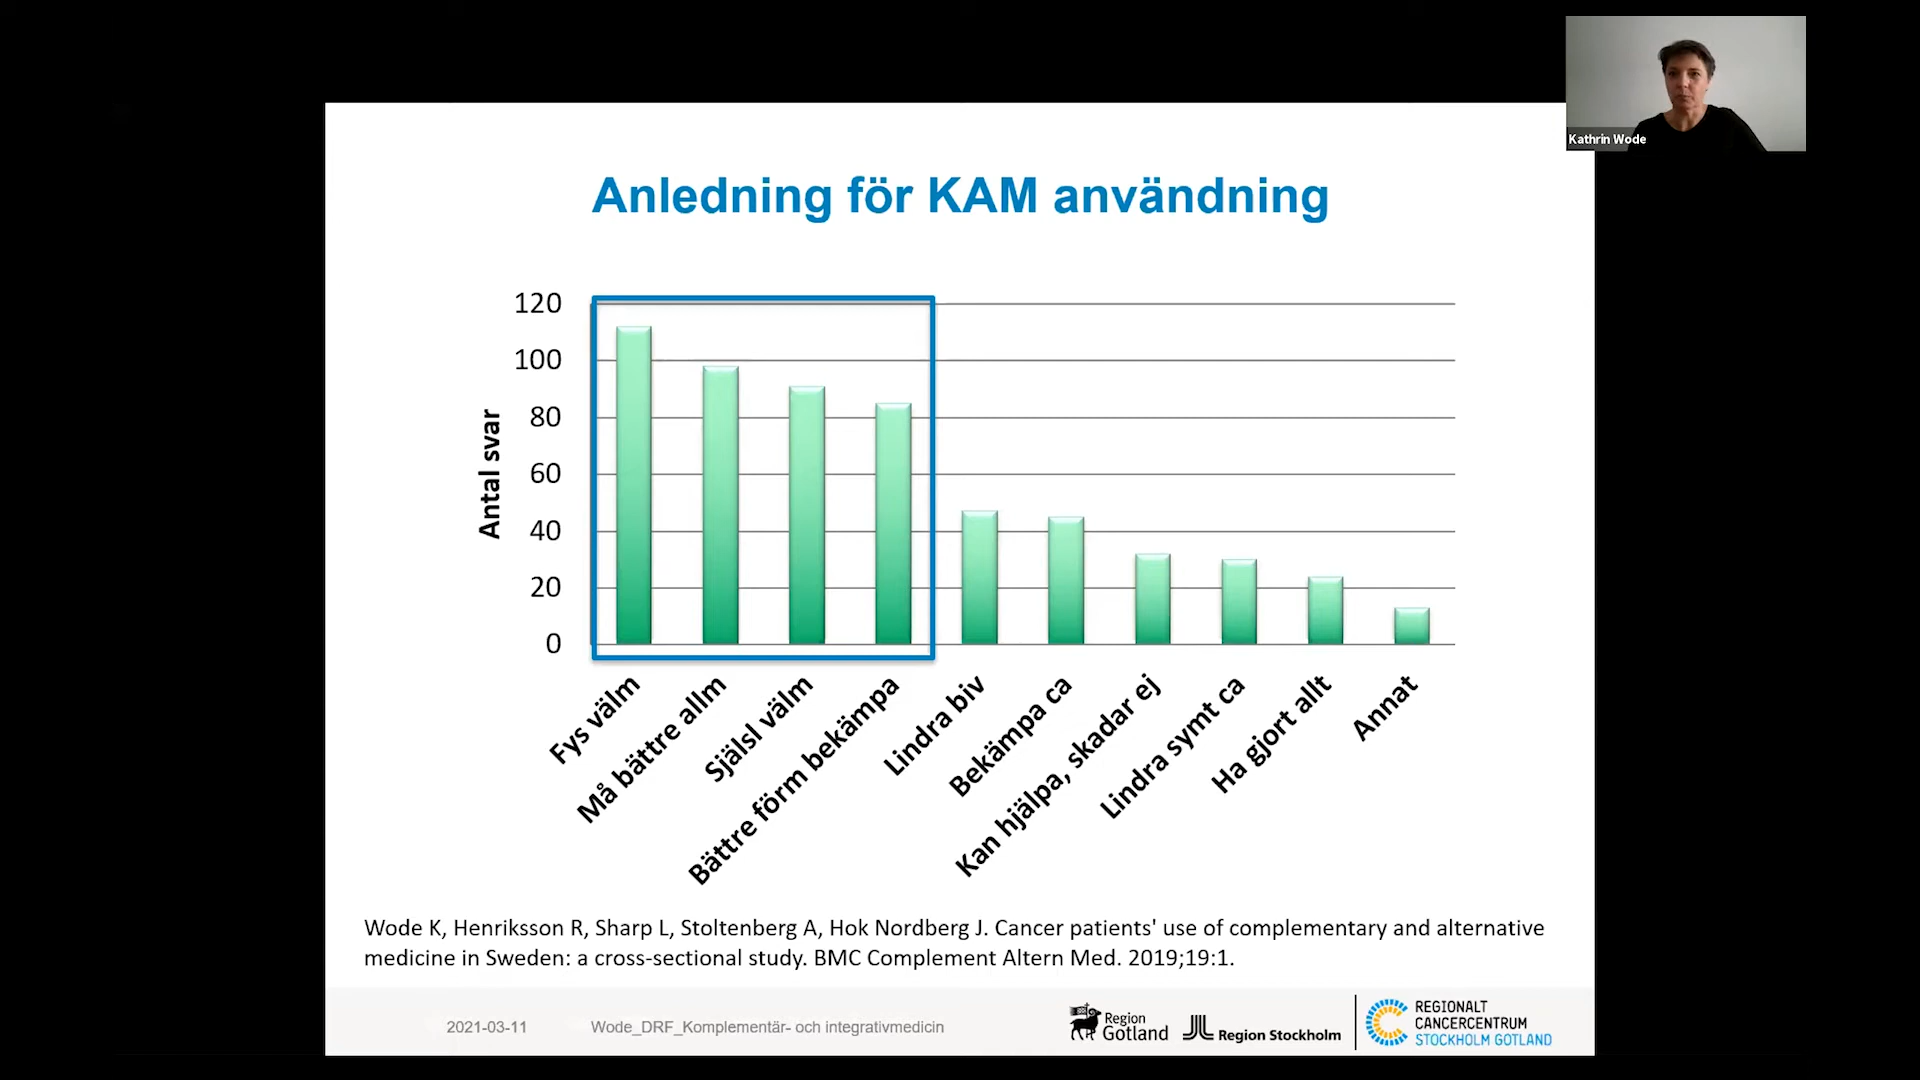 Kathrin Wode
Anledning för KAM användning
Antal svar
120
100
80
60
40
20
0
Fys välm
Må bättre allm
Själsl välm
Bättre förm bekämpa
Lindra biv
Bekämpa ca
Kan hjälpa, skadar ej
Lindra symt ca
Ha gjort allt
Annat
Wode K, Henriksson R, Sharp L, Stoltenberg A, Hok Nordberg J. Cancer patients' use of complementary and alternative
medicine in Sweden: a cross-sectional study. BMC Complement Altern Med. 2019;19:1.
2021-03-11
Wode_DRF_Komplementär- och integrativmedicin
Region
Gotland
Region Stockholm
REGIONALT
CANCERCENTRUM
STOCKHOLM GOTLAND